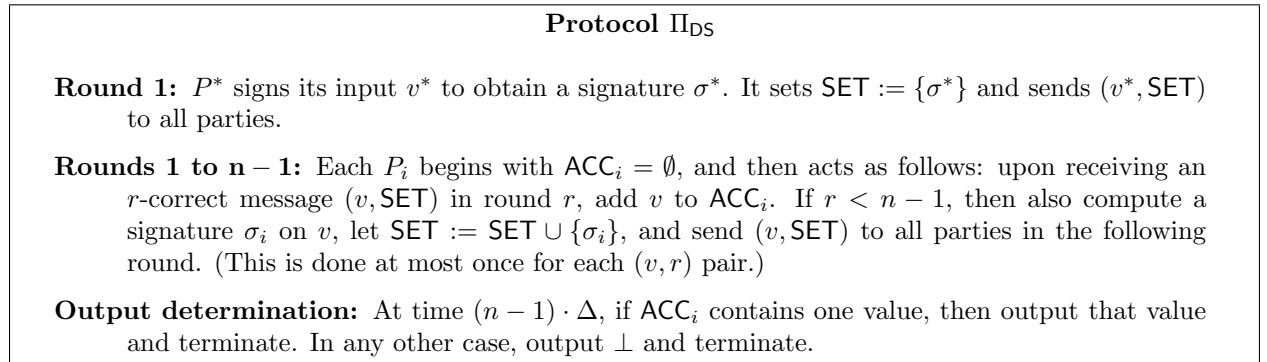 Protocol Π_DS
Round 1: P* signs its input v* to obtain a signature σ*. It sets SET := {σ*} and sends (v*, SET)
to all parties.
Rounds 1 to n − 1: Each P_i begins with ACC_i = ∅, and then acts as follows: upon receiving an
r-correct message (v, SET) in round r, add v to ACC_i. If r < n − 1, then also compute a
signature σ_i on v, let SET := SET ∪ {σ_i}, and send (v, SET) to all parties in the following
round. (This is done at most once for each (v, r) pair.)
Output determination: At time (n − 1) · Δ, if ACC_i contains one value, then output that value
and terminate. In any other case, output ⊥ and terminate.